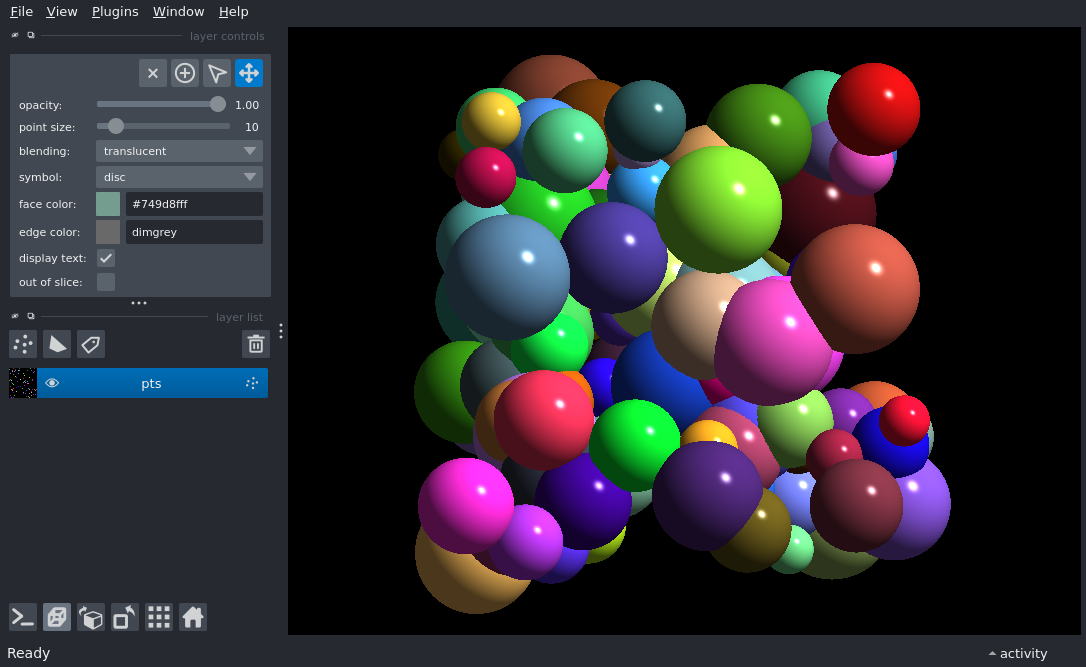 File View Plugins Window Help
layer controls
opacity: 1.00
point size: 10
blending: translucent
symbol: disc
face color: #749d8fff
edge color: dimgrey
display text:
out of slice:
layer list
pts
Ready
activity